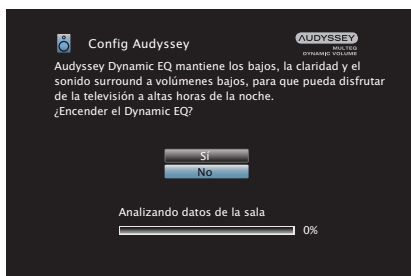 Config Audyssey
AUDYSSEY
MULTEQ
DYNAMIC VOLUME
Audyssey Dynamic EQ mantiene los bajos, la claridad y el
sonido surround a volúmenes bajos, para que pueda disfrutar
de la televisión a altas horas de la noche.
¿Encender el Dynamic EQ?
Sí
No
Analizando datos de la sala
0%